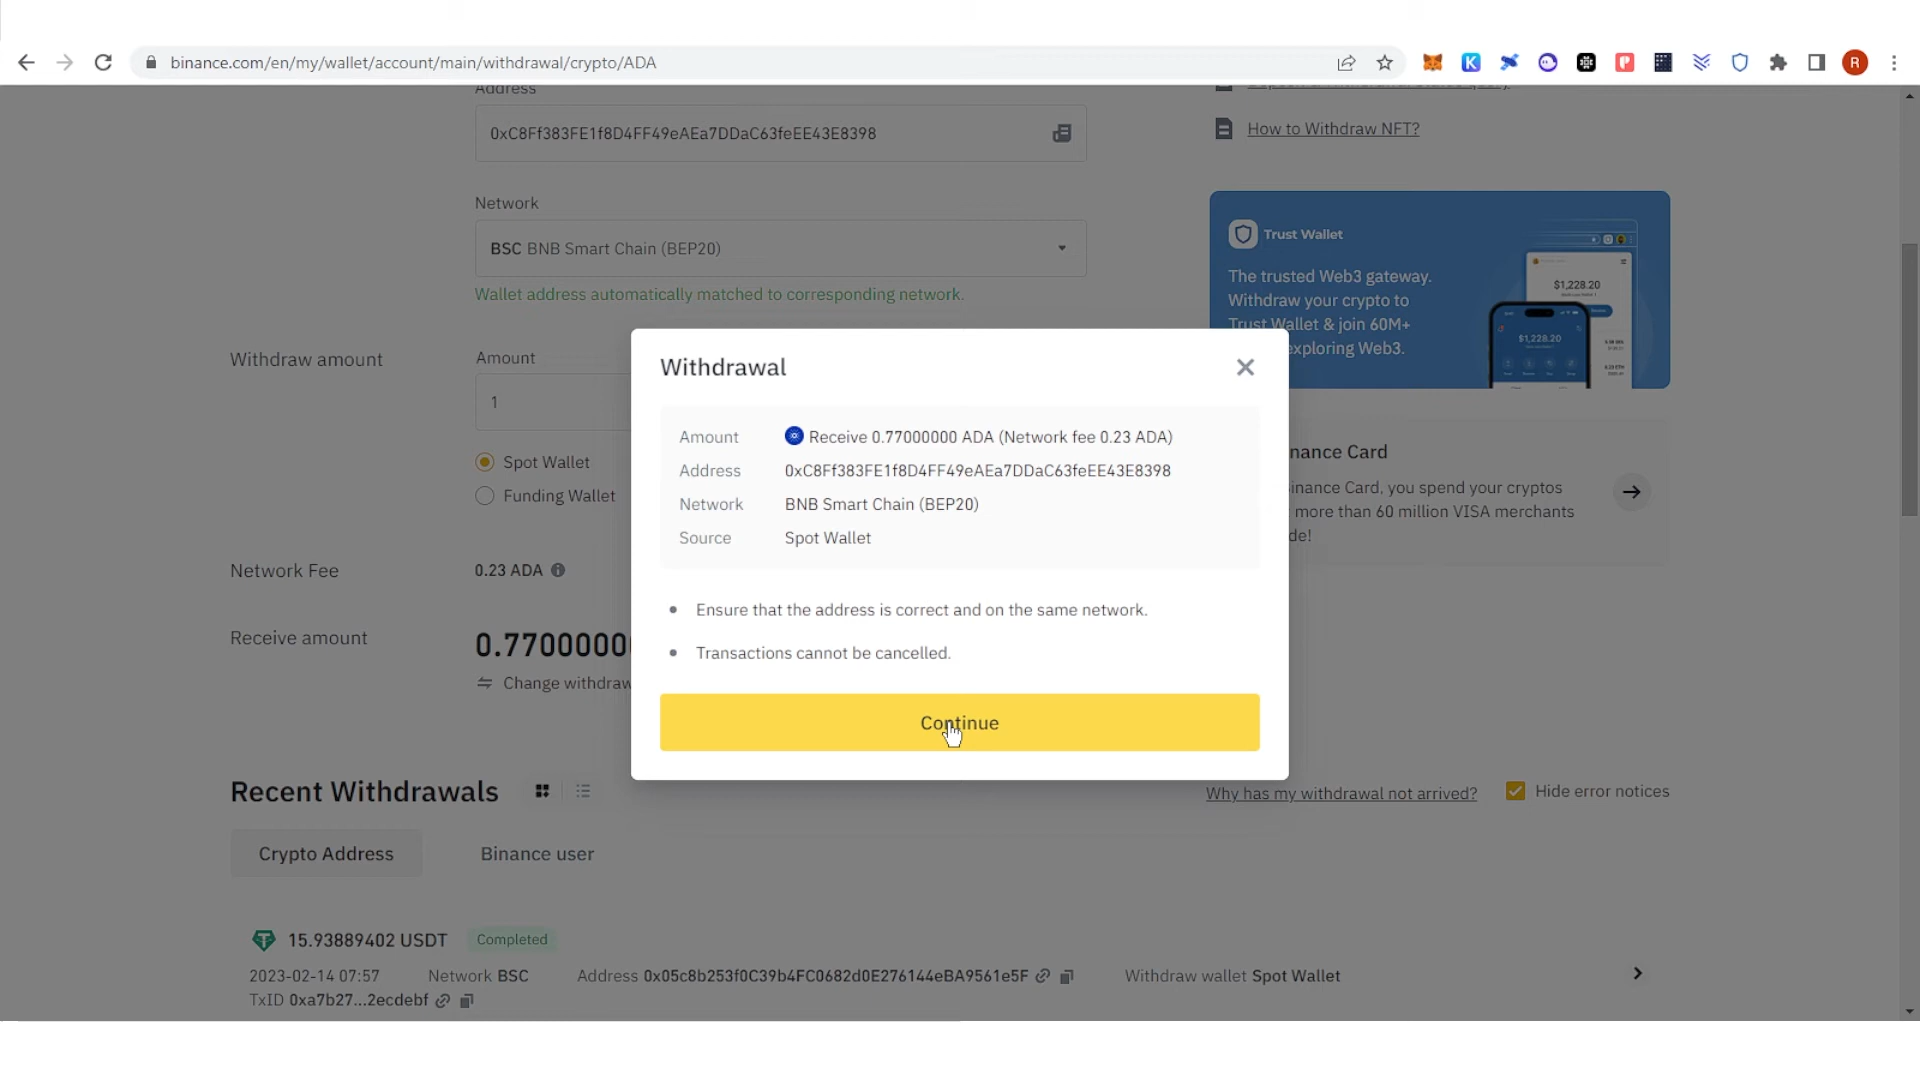 binance.com/en/my/wallet/account/main/withdrawal/crypto/ADA
R
Address
0xC8Ff383FE1f8D4FF49eAEa7DDaC63feEE43E8398
How to Withdraw NFT?
Network
BSC BNB Smart Chain (BEP20)
Wallet address automatically matched to corresponding network.
Trust Wallet
The trusted Web3 gateway.
Withdraw your crypto to
Trust Wallet & join 60M+
exploring Web3.
$1,228.20
$1,228.20
Withdraw amount
Amount
1
Spot Wallet
Funding Wallet
Network Fee
0.23 ADA
Receive amount
0.7700000
Change withdraw
Withdrawal
Amount Receive 0.77000000 ADA (Network fee 0.23 ADA)
Address 0xC8Ff383FE1f8D4FF49eAEa7DDaC63feEE43E8398
Network BNB Smart Chain (BEP20)
Source Spot Wallet
Ensure that the address is correct and on the same network.
Transactions cannot be cancelled.
Continue
nance Card
inance Card, you spend your cryptos
more than 60 million VISA merchants
de!
Recent Withdrawals
Why has my withdrawal not arrived?
Hide error notices
Crypto Address
Binance user
15.93889402 USDT Completed
2023-02-14 07:57 Network BSC Address 0x05c8b253f0C39b4FC0682d0E276144eBA9561e5F Withdraw wallet Spot Wallet
TxID 0xa7b27...2ecdebf